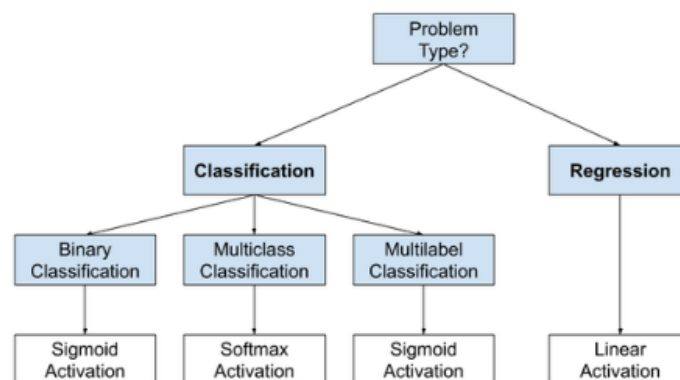 Problem
Type?
Classification
Regression
Binary
Classification
Multiclass
Classification
Multilabel
Classification
Sigmoid
Activation
Softmax
Activation
Sigmoid
Activation
Linear
Activation